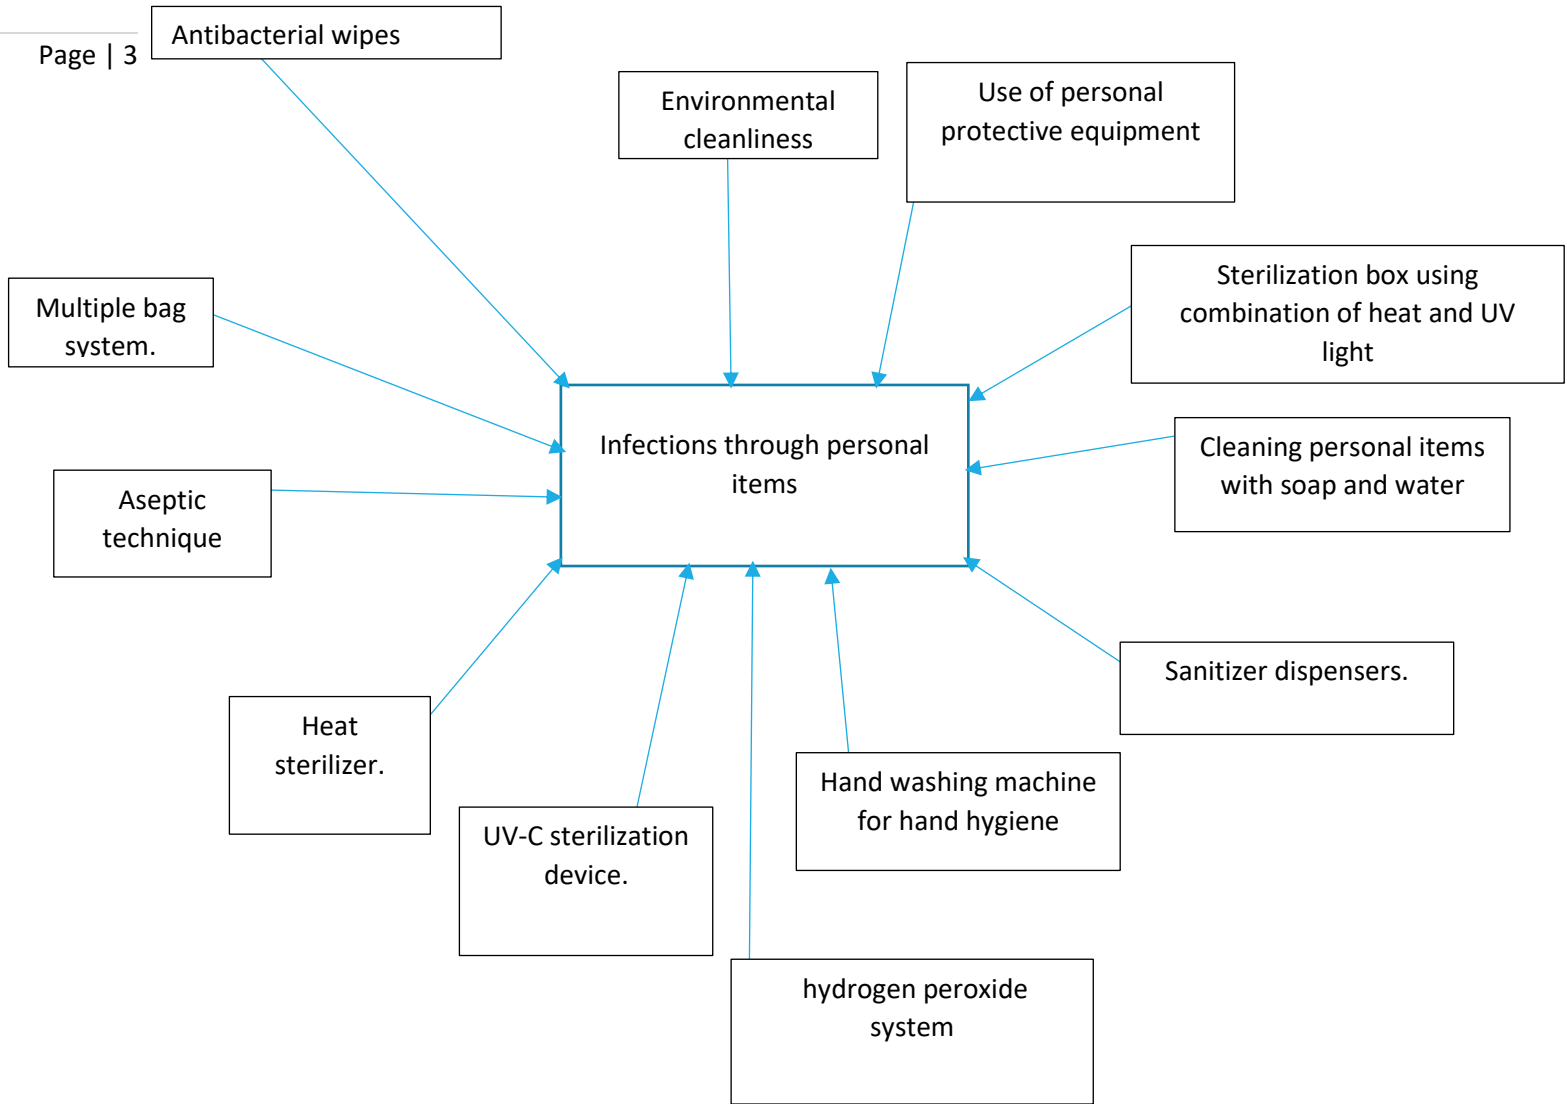 Page | 3
Antibacterial wipes
Environmental
cleanliness
Use of personal
protective equipment
Sterilization box using
combination of heat and UV
light
Multiple bag
system.
Infections through personal
items
Cleaning personal items
with soap and water
Aseptic
technique
Sanitizer dispensers.
Heat
sterilizer.
Hand washing machine
for hand hygiene
UV-C sterilization
device.
hydrogen peroxide
system